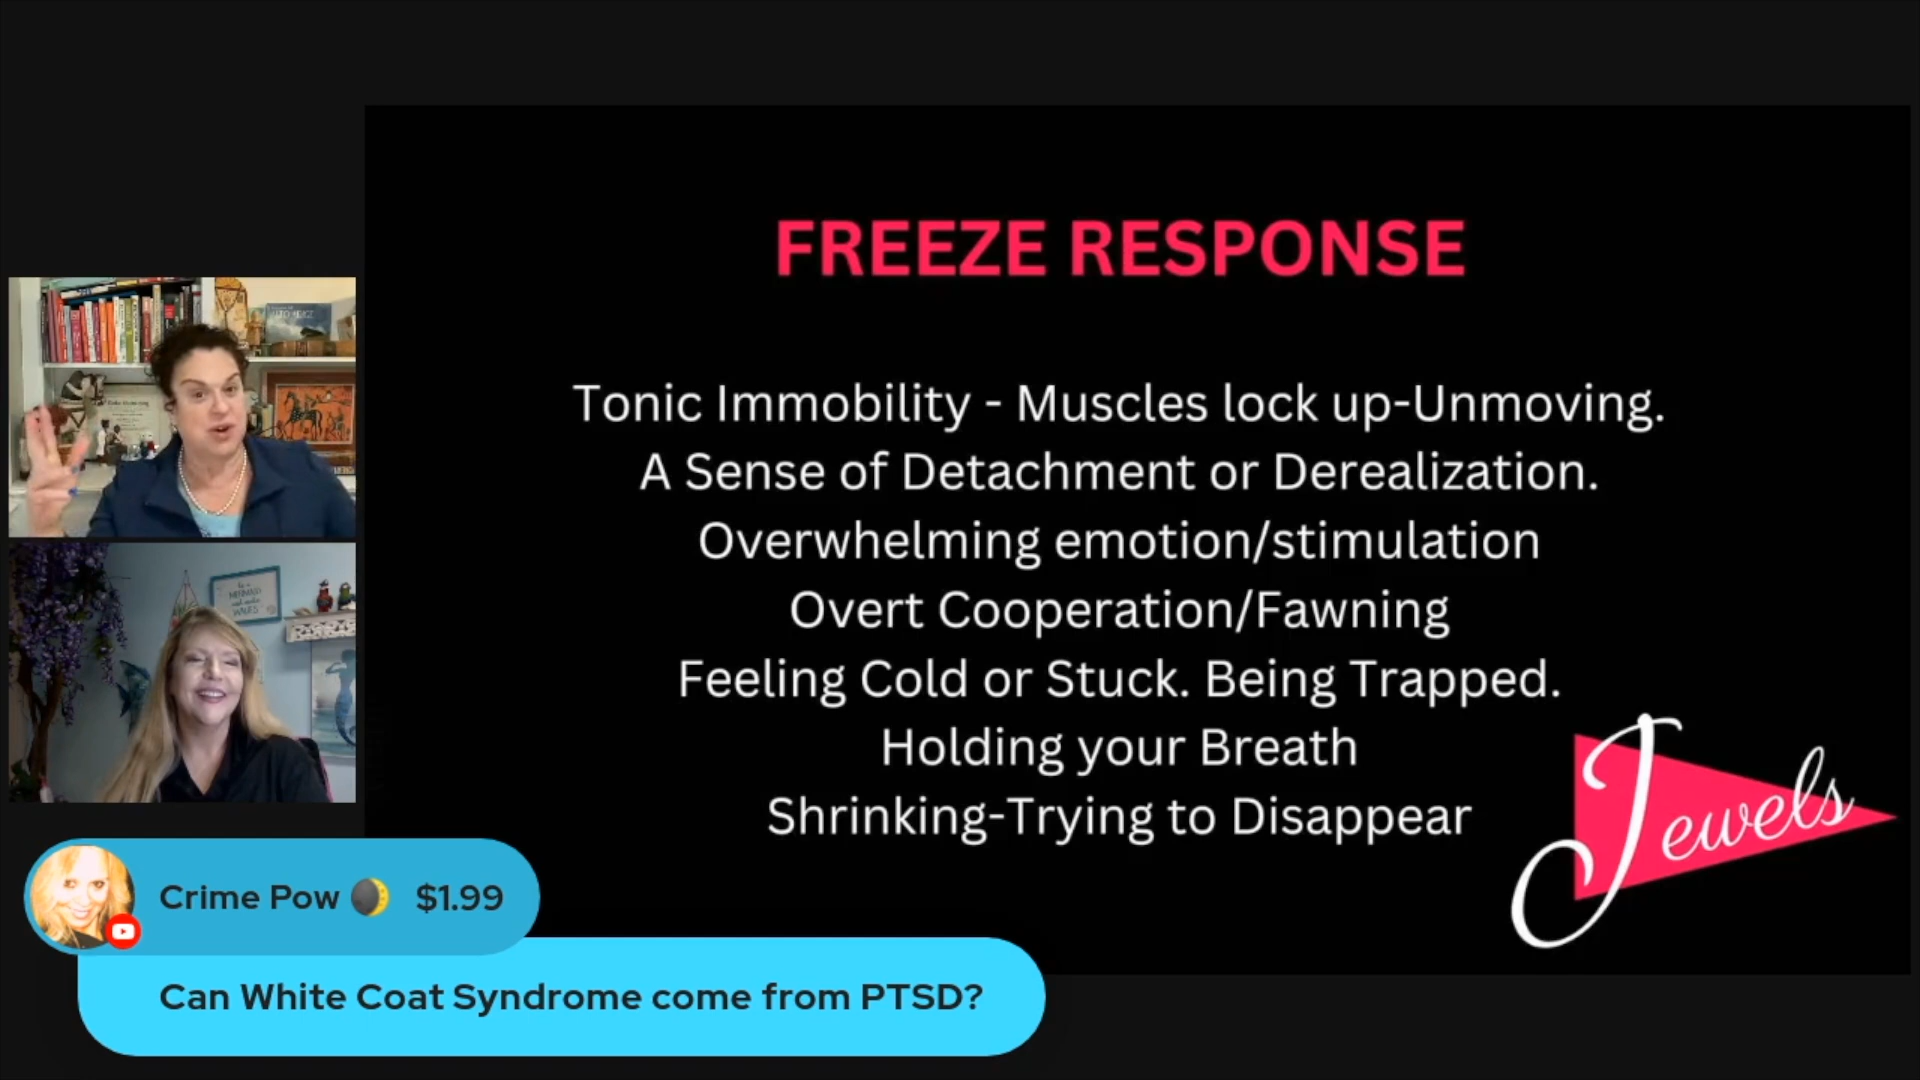 FREEZE RESPONSE
Tonic Immobility - Muscles lock up-Unmoving.
A Sense of Detachment or Derealization.
Overwhelming emotion/stimulation
Overt Cooperation/Fawning
Feeling Cold or Stuck. Being Trapped.
Holding your Breath
Shrinking-Trying to Disappear
Jewels
Crime Pow 🌖 $1.99
Can White Coat Syndrome come from PTSD?